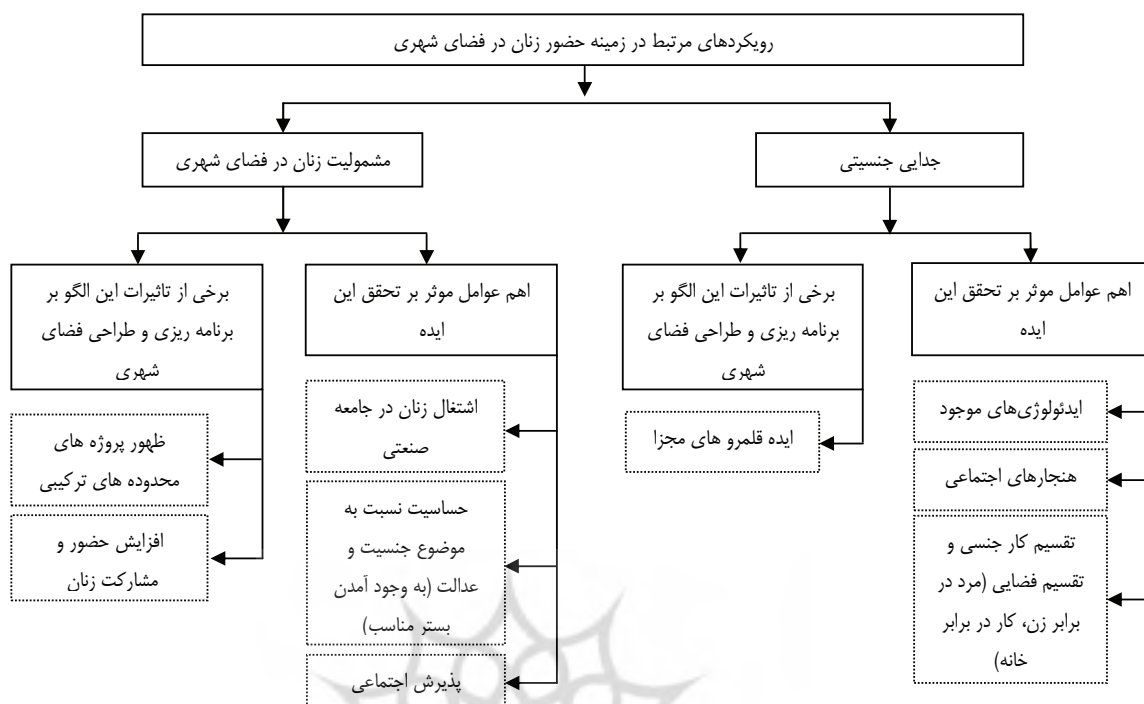 رویکردهای مرتبط در زمینه حضور زنان در فضای شهری
جدایی جنسیتی
مشمولیت زنان در فضای شهری
اهم عوامل موثر بر تحقق این
ایده
ایدئولوژی‌های موجود
هنجارهای اجتماعی
تقسیم کار جنسی و
تقسیم فضایی (مرد در
برابر زن، کار در برابر
خانه)
برخی از تاثیرات این الگو بر
برنامه ریزی و طراحی فضای
شهری
ایده قلمرو های مجزا
اهم عوامل موثر بر تحقق این
ایده
اشتغال زنان در جامعه
صنعتی
حساسیت نسبت به
موضوع جنسیت و
عدالت (به وجود آمدن
بستر مناسب)
پذیرش اجتماعی
برخی از تاثیرات این الگو بر
برنامه ریزی و طراحی فضای
شهری
ظهور پروژه های
محدوده های ترکیبی
افزایش حضور و
مشارکت زنان